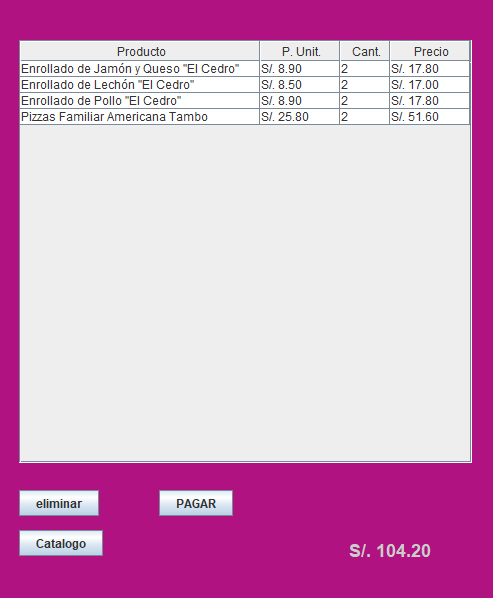 Producto P. Unit. Cant. Precio
Enrollado de Jamón y Queso "El Cedro" S/. 8.90 2 S/. 17.80
Enrollado de Lechón "El Cedro" S/. 8.50 2 S/. 17.00
Enrollado de Pollo "El Cedro" S/. 8.90 2 S/. 17.80
Pizzas Familiar Americana Tambo S/. 25.80 2 S/. 51.60
eliminar PAGAR
Catalogo
S/. 104.20